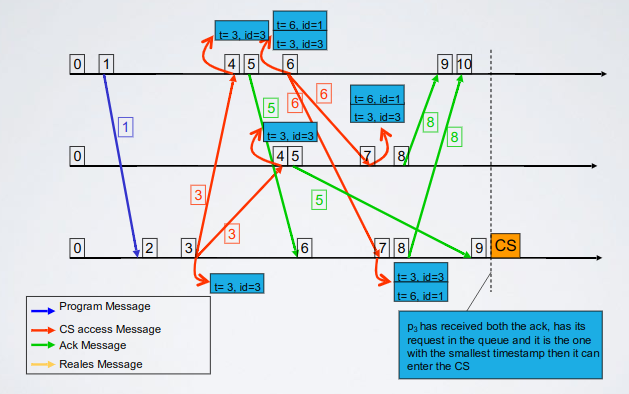 t= 3, id=3
t= 6, id=1
t= 3, id=3
0
1
4
5
6
9
10
1
5
6
6
t= 6, id=1
t= 3, id=3
8
8
t= 3, id=3
0
4
5
7
8
3
3
5
0
2
3
6
7
8
9
CS
t= 3, id=3
t= 3, id=3
t= 6, id=1
Program Message
CS access Message
Ack Message
Reales Message
p3 has received both the ack, has its
request in the queue and it is the one
with the smallest timestamp then it can
enter the CS